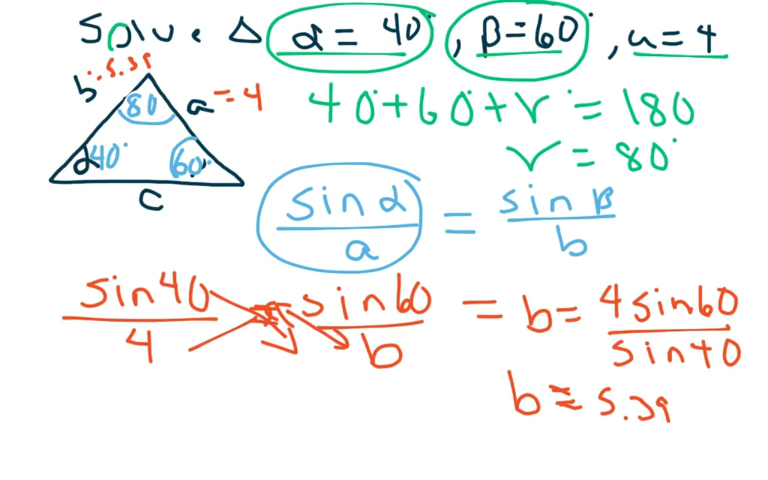 Solve Δ α = 40°, β = 60°, a = 4
b ≈ 5.39
80
a = 4
40° + 60° + γ° = 180
γ = 80°
α 40°
60°
c
sin α / a = sin β / b
sin 40 / 4 = sin 60 / b = b = 4 sin 60 / sin 40
b ≈ 5.39